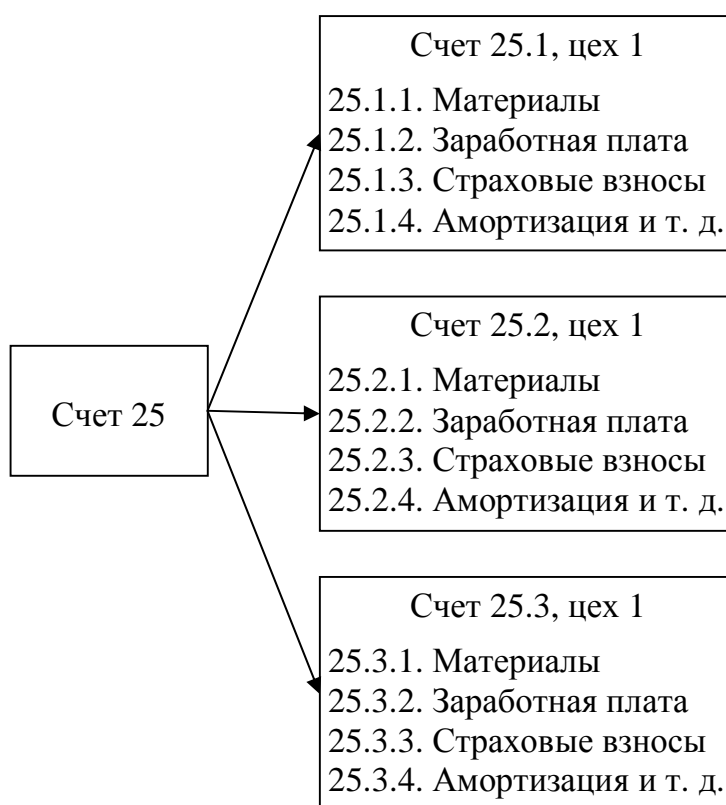 Счет 25.1, цех 1
25.1.1. Материалы
25.1.2. Заработная плата
25.1.3. Страховые взносы
25.1.4. Амортизация и т. д.
Счет 25
Счет 25.2, цех 1
25.2.1. Материалы
25.2.2. Заработная плата
25.2.3. Страховые взносы
25.2.4. Амортизация и т. д.
Счет 25.3, цех 1
25.3.1. Материалы
25.3.2. Заработная плата
25.3.3. Страховые взносы
25.3.4. Амортизация и т. д.